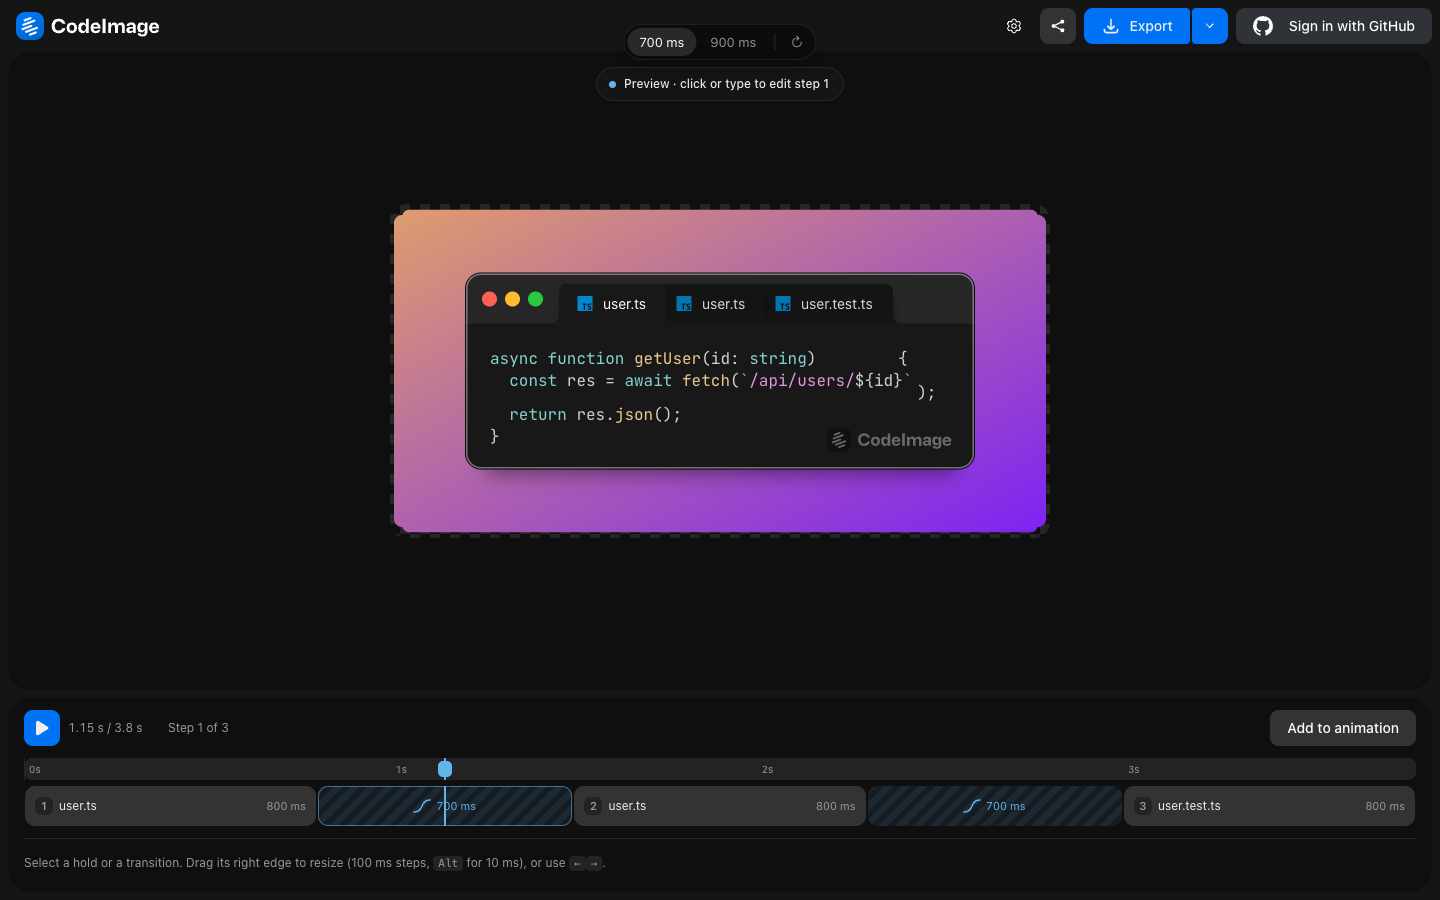 CodeImage
700 ms 900 ms
Export
Sign in with GitHub
Preview · click or type to edit step 1
user.ts user.ts user.test.ts
async function getUser(id: string) {
const res = await fetch(`/api/users/${id}`
);
return res.json();
}
CodeImage
1.15 s / 3.8 s Step 1 of 3
Add to animation
0s 1s 2s 3s
1 user.ts 800 ms 700 ms 2 user.ts 800 ms 700 ms 3 user.test.ts 800 ms
Select a hold or a transition. Drag its right edge to resize (100 ms steps, Alt for 10 ms), or use ← →.